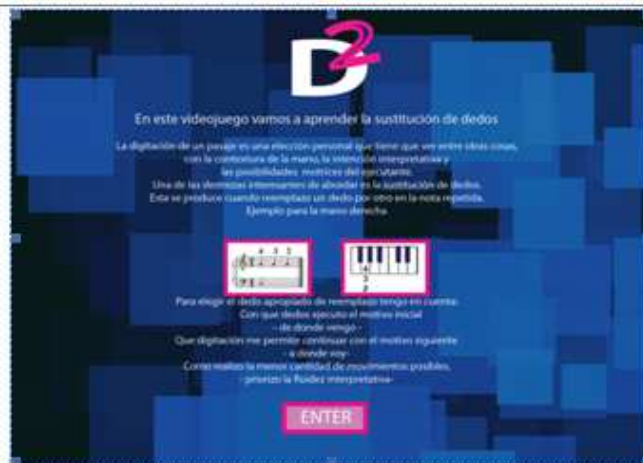 D2
En este videojuego vamos a aprender la sustitución de dedos
La digitación de un pasaje es una elección personal que tiene que ver entre otras cosas,
con la contextura de la mano, la intención interpretativa y
las posibilidades motrices del ejecutante.
Una de las destrezas interesantes de abordar es la sustitución de dedos.
Esta se produce cuando reemplazo un dedo por otro en la nota repetida.
Ejemplo para la mano derecha
4 3 2
4
3
2
Para elegir el dedo apropiado de reemplazo tengo en cuenta:
Con que dedos ejecuto el motivo inicial
- de donde vengo -
Que digitación me permite continuar con el motivo siguiente
- a donde voy-
Como realizo la menor cantidad de movimientos posibles,
- priorizo la fluidez interpretativa-
ENTER